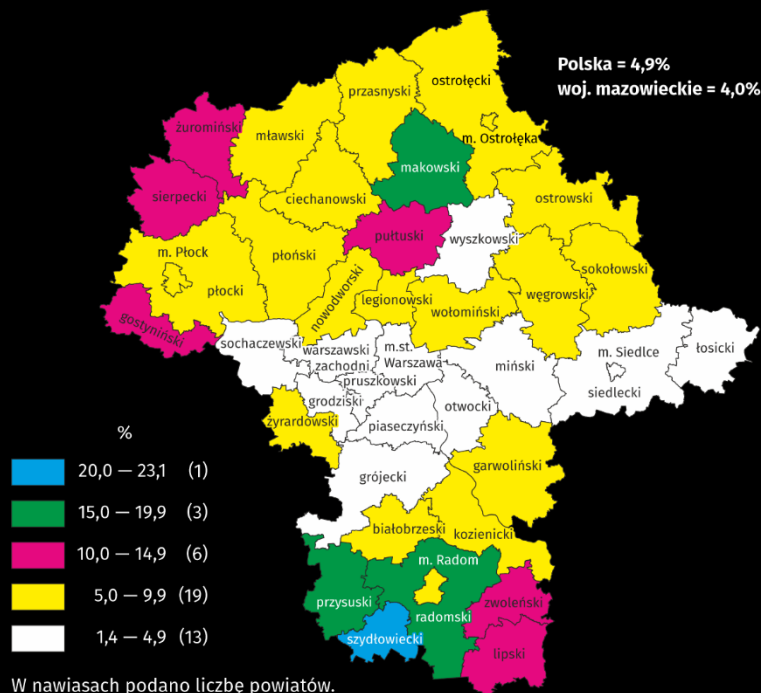 Polska = 4,9%
woj. mazowieckie = 4,0%
ostrołęcki
przasnyski
żuromiński
mławski
m. Ostrołęka
makowski
sierpecki
ciechanowski
ostrowski
pułtuski
wyszkowski
m. Płock
płoński
sokołowski
płocki
nowodworski
legionowski
węgrowski
wołomiński
gostyniński
sochaczewski
warszawski
zachodni
m.st.
Warszawa
miński
m. Siedlce
łosicki
siedlecki
pruszkowski
grodziski
otwocki
piaseczyński
żyrardowski
garwoliński
grójecki
białobrzeski
kozienicki
m. Radom
przysuski
radomski
zwoleński
szydłowiecki
lipski
%
20,0 — 23,1 (1)
15,0 — 19,9 (3)
10,0 — 14,9 (6)
5,0 — 9,9 (19)
1,4 — 4,9 (13)
W nawiasach podano liczbę powiatów.